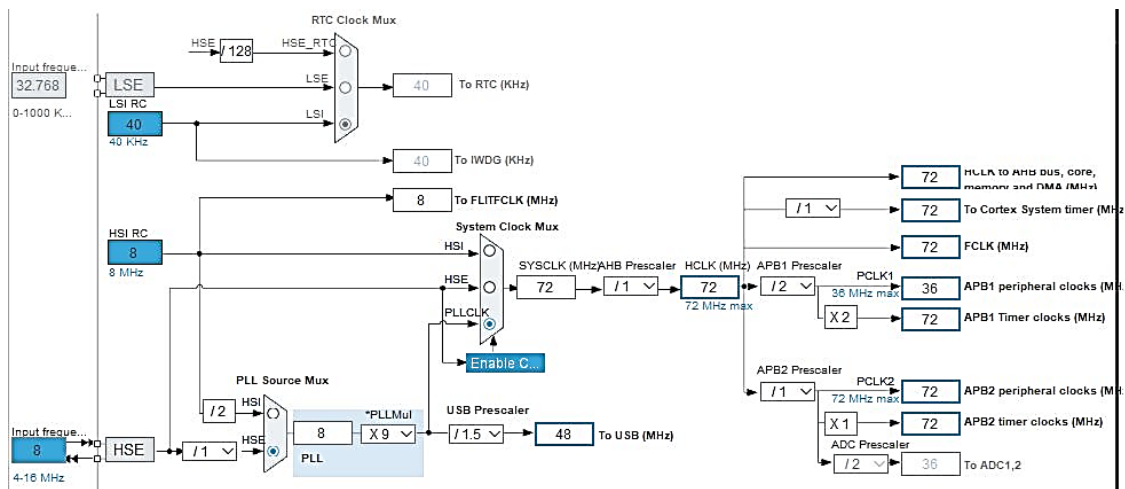 RTC Clock Mux
HSE
/ 128
HSE_RTC
Input freque...
32.768
0-1000 K...
LSE
LSE
40
To RTC (KHz)
LSI RC
40
40 KHz
LSI
40
To IWDG (KHz)
8
To FLITFCLK (MHz)
HSI RC
8
8 MHz
System Clock Mux
HSI
HSE
PLLCLK
Enable C...
SYSCLK (MHz)
72
AHB Prescaler
/ 1
HCLK (MHz)
72
72 MHz max
72
HCLK to AHB bus, core,
memory and DMA (MHz)
/ 1
72
To Cortex System timer (MHz
72
FCLK (MHz)
APB1 Prescaler
/ 2
PCLK1
36 MHz max
36
APB1 peripheral clocks (MH
X 2
72
APB1 Timer clocks (MHz)
APB2 Prescaler
/ 1
PCLK2
72 MHz max
72
APB2 peripheral clocks (MH
X 1
72
APB2 timer clocks (MHz)
ADC Prescaler
/ 2
36
To ADC1,2
PLL Source Mux
/ 2
HSI
HSE
Input freque...
8
4-16 MHz
HSE
/ 1
8
*PLLMul
X 9
PLL
USB Prescaler
/ 1.5
48
To USB (MHz)